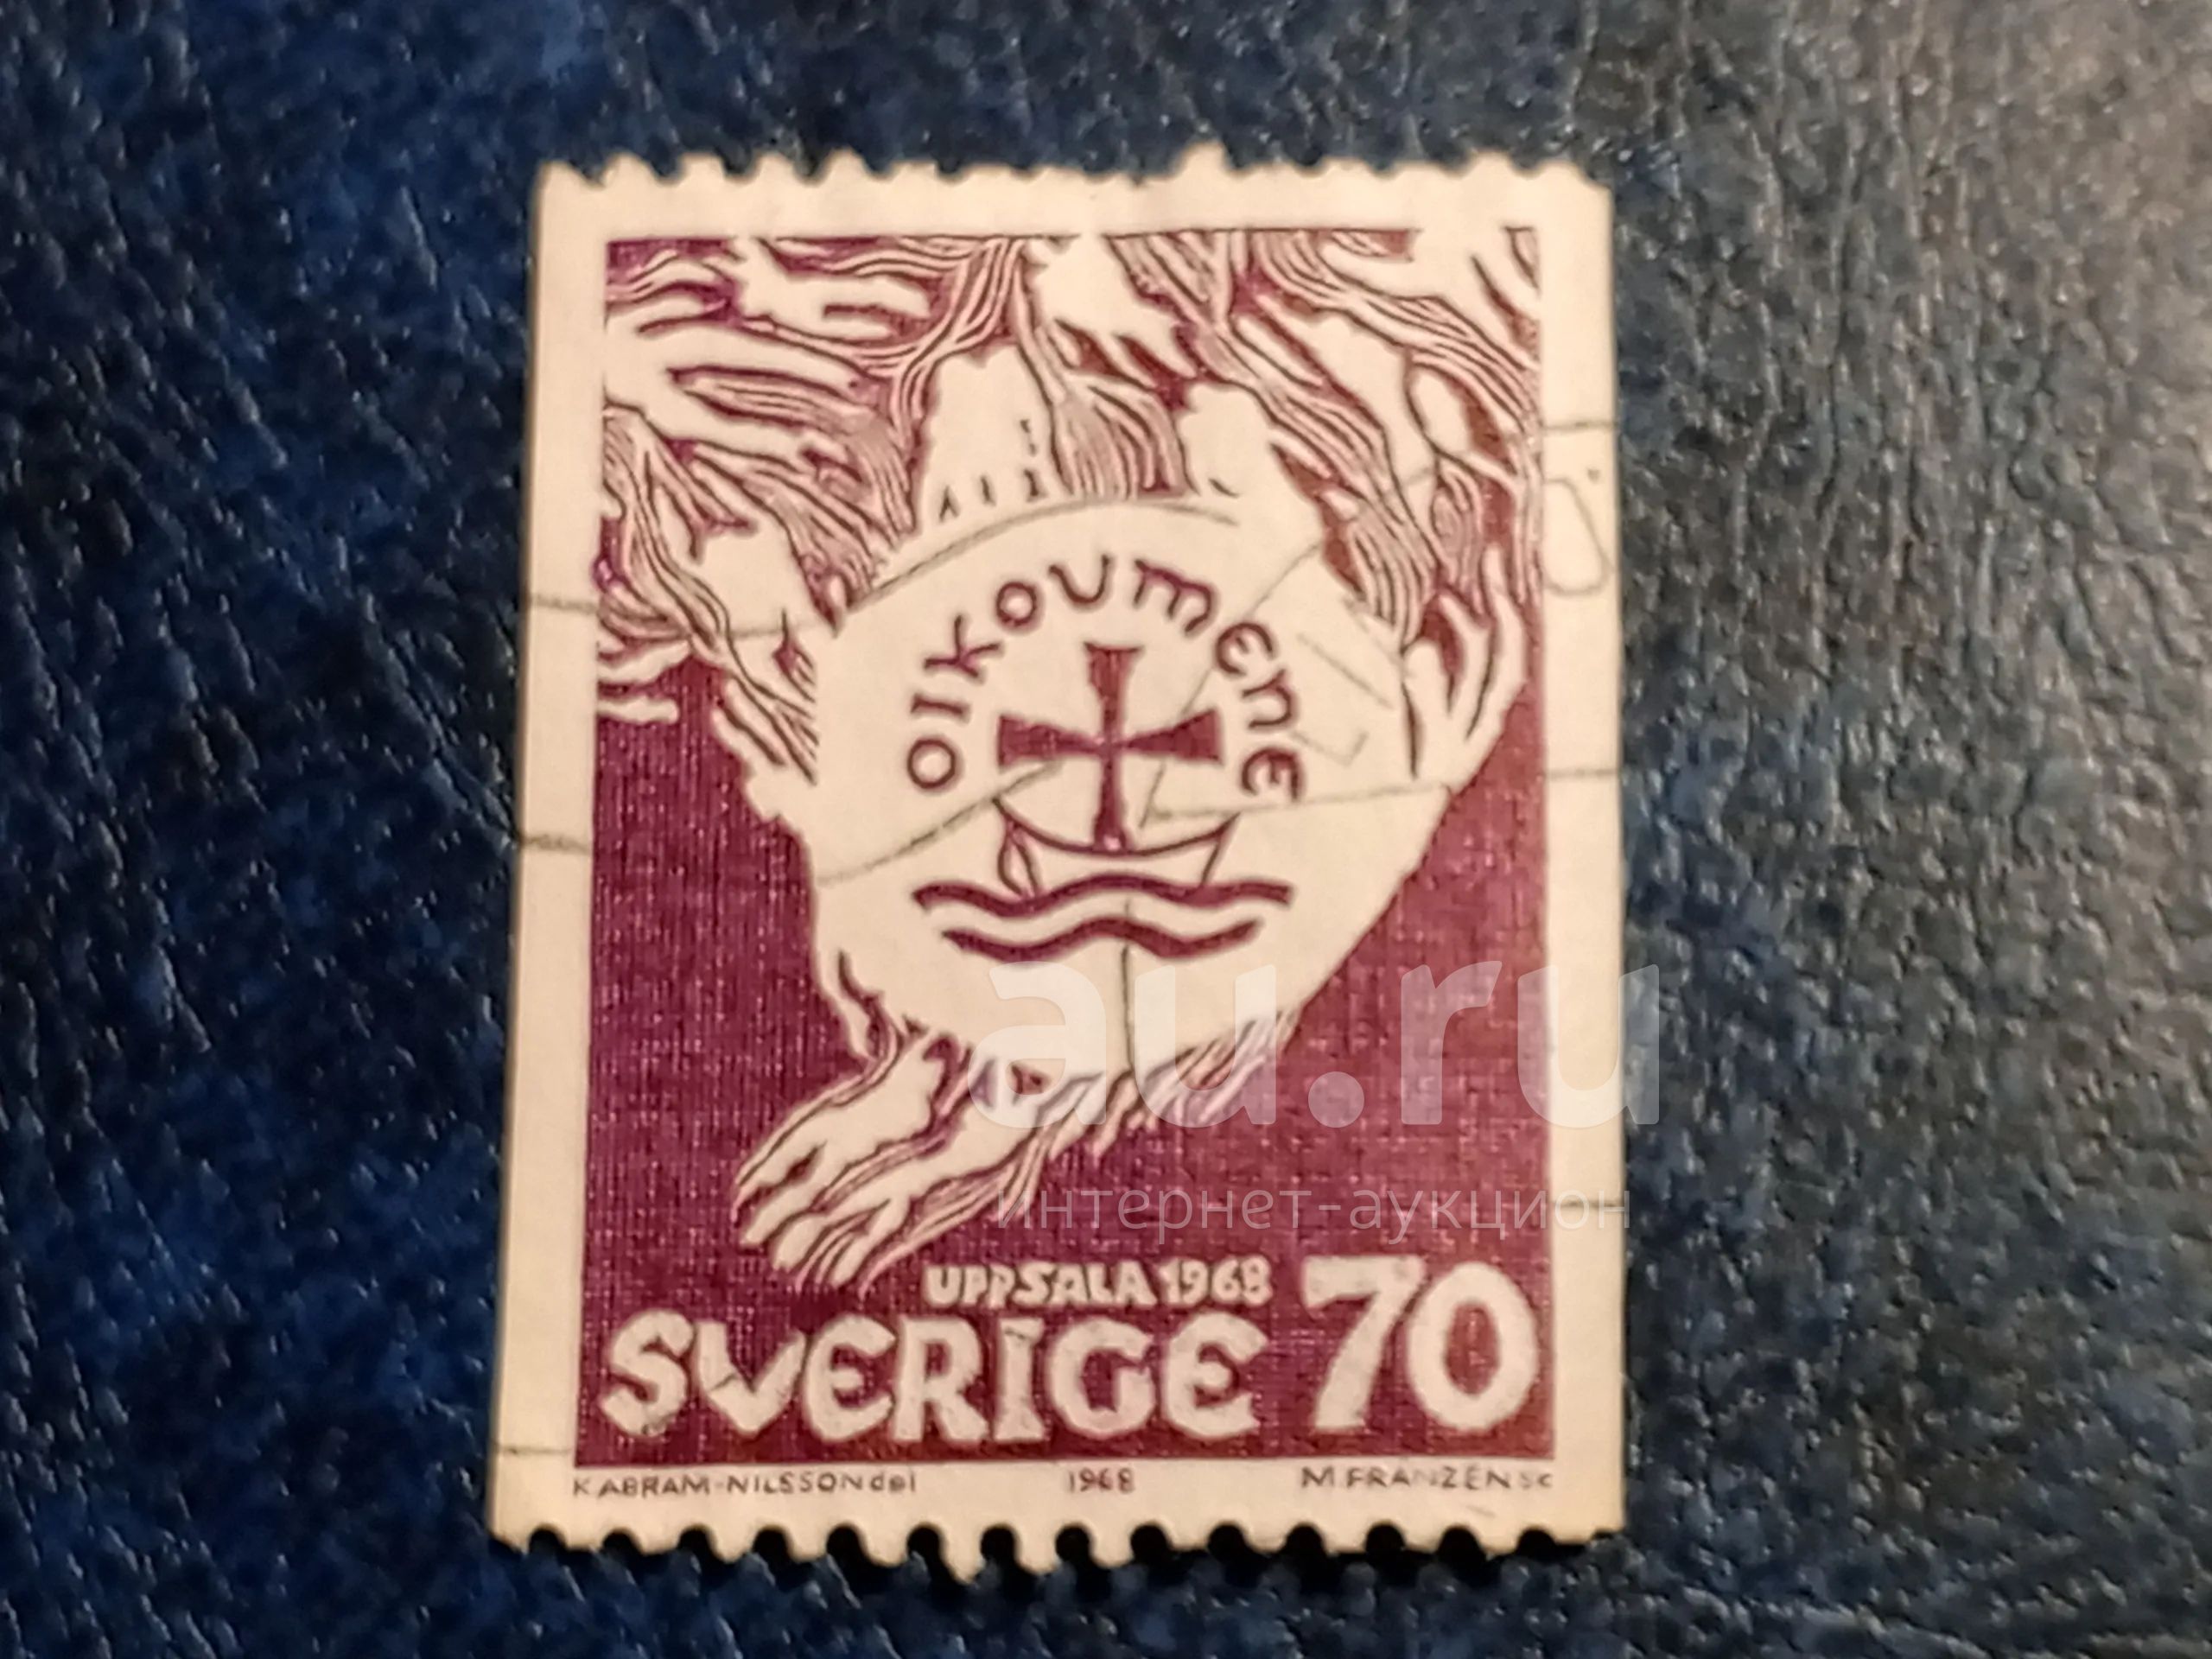 OIKOUMENE
au.ru
интернет-аукцион
UPPSALA 1968
SVERIGE 70
K ABRAM-NILSSON del 1968 M. FRANZÉN sc